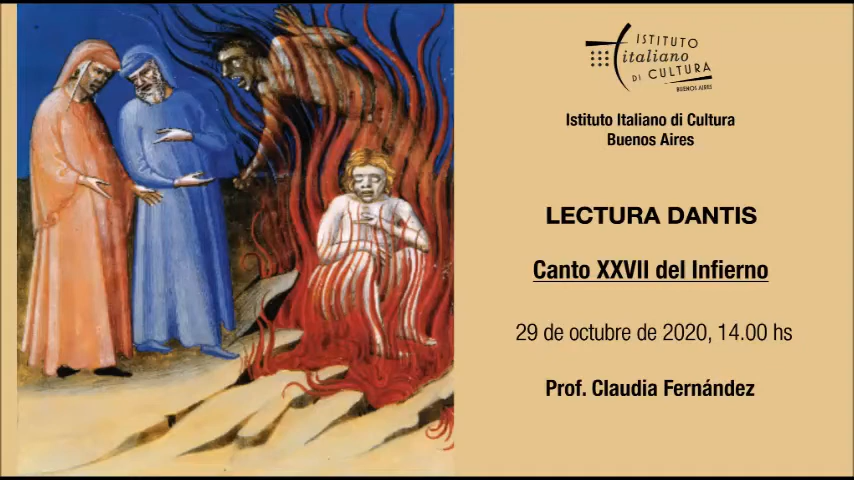 ISTITUTO
italiano
DI CULTURA
BUENOS AIRES
Istituto Italiano di Cultura
Buenos Aires
LECTURA DANTIS
Canto XXVII del Infierno
29 de octubre de 2020, 14.00 hs
Prof. Claudia Fernández